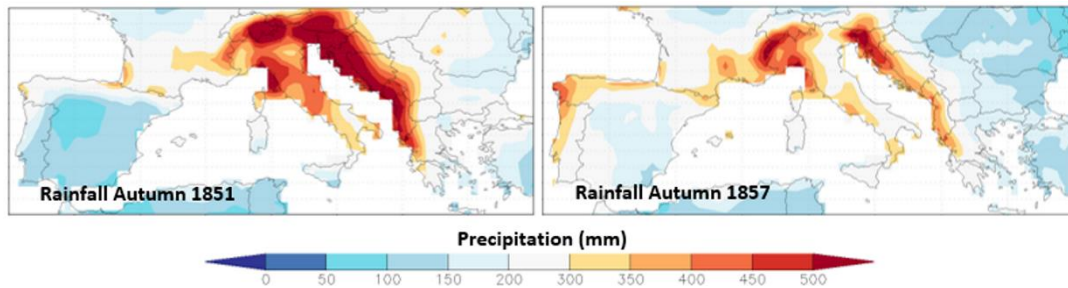 Rainfall Autumn 1851
Rainfall Autumn 1857
Precipitation (mm)
0 50 100 150 200 300 350 400 450 500